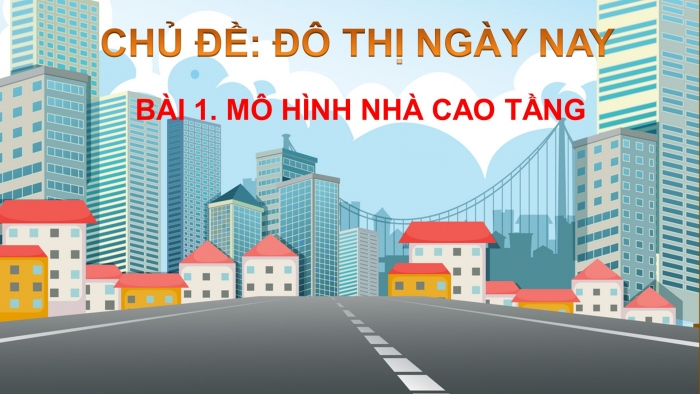 CHỦ ĐỀ: ĐÔ THỊ NGÀY NAY
BÀI 1. MÔ HÌNH NHÀ CAO TẦNG